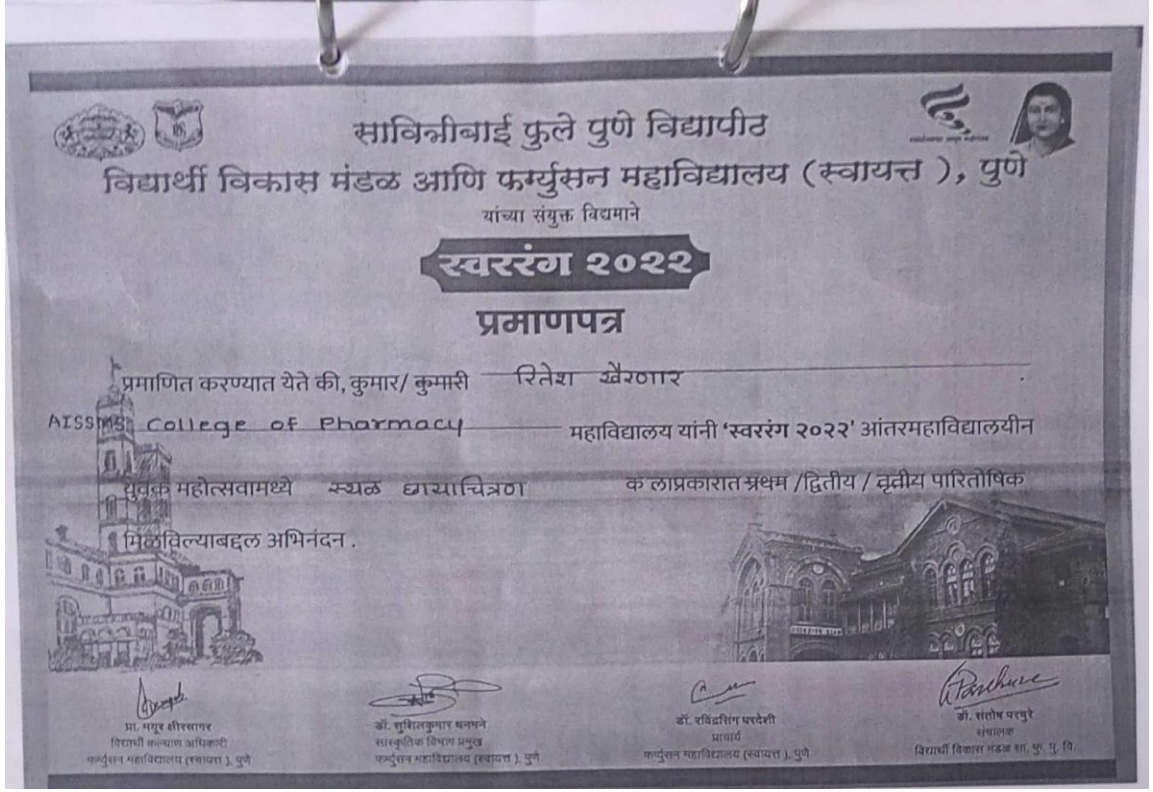 सावित्रीबाई फुले पुणे विद्यापीठ
विद्यार्थी विकास मंडळ आणि फर्ग्युसन महाविद्यालय (स्वायत्त ), पुणे
यांच्या संयुक्त विद्यमाने
स्वररंग २०२२
प्रमाणपत्र
प्रमाणित करण्यात येते की, कुमार/ कुमारी रितेश खैरणार
AISSMS College of Pharmacy महाविद्यालय यांनी 'स्वररंग २०२२' आंतरमहाविद्यालयीन
युवक महोत्सवामध्ये स्थळ छायाचित्रण कलाप्रकारात प्रथम /द्वितीय / तृतीय पारितोषिक
मिळविल्याबद्दल अभिनंदन .
प्रा. मयूर क्षीरसागर
विद्यार्थी कल्याण अधिकारी
फर्ग्युसन महाविद्यालय (स्वायत्त ), पुणे
डॉ. सुशिलकुमार धनमने
सांस्कृतिक विभाग प्रमुख
फर्ग्युसन महाविद्यालय (स्वायत्त ), पुणे
डॉ. रविंद्रसिंग परदेशी
प्राचार्य
फर्ग्युसन महाविद्यालय (स्वायत्त ), पुणे
डॉ. संतोष परचुरे
संचालक
विद्यार्थी विकास मंडळ सा. फु. पु. वि.